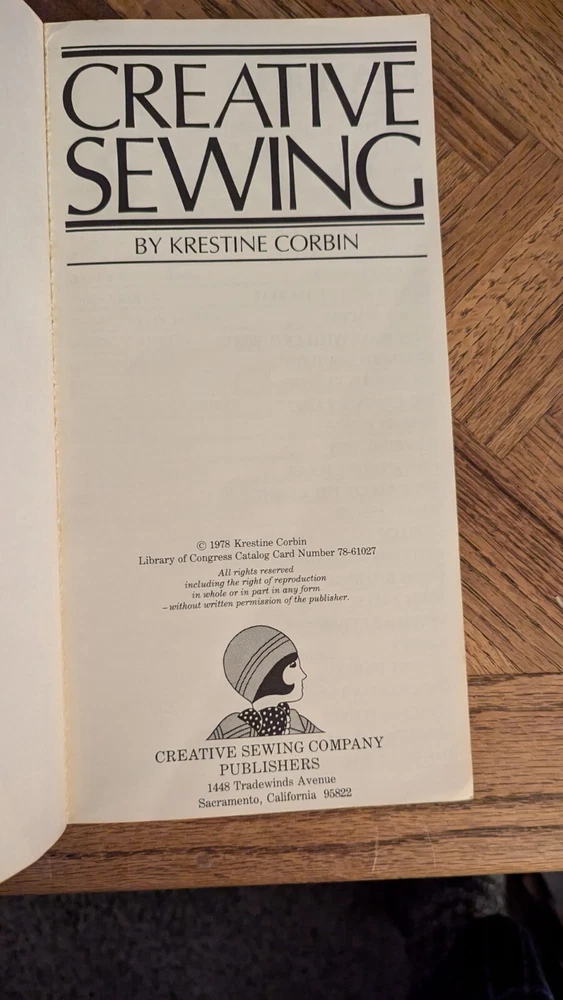 CREATIVE
SEWING
BY KRESTINE CORBIN
© 1978 Krestine Corbin
Library of Congress Catalog Card Number 78-61027
All rights reserved
including the right of reproduction
in whole or in part in any form
– without written permission of the publisher.
CREATIVE SEWING COMPANY
PUBLISHERS
1448 Tradewinds Avenue
Sacramento, California 95822